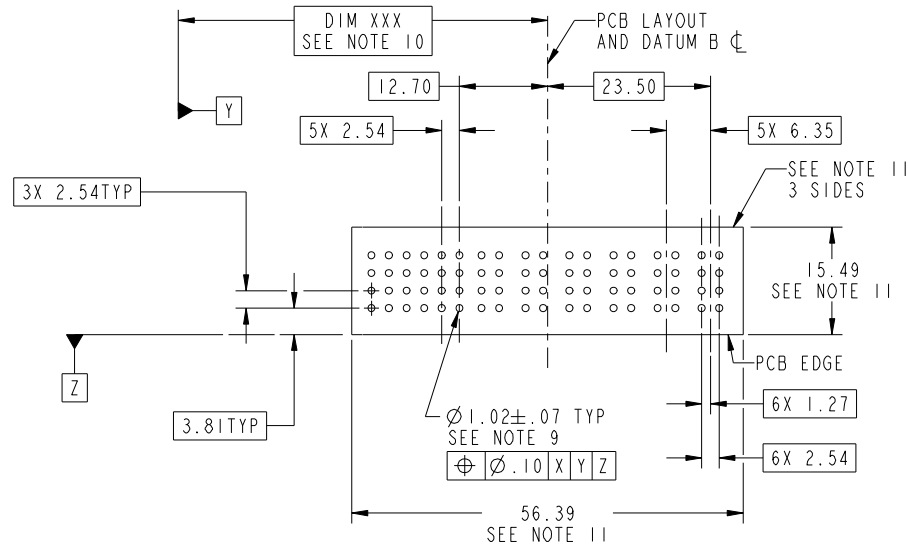 DIM XXX
SEE NOTE 10
PCB LAYOUT
AND DATUM B ℄
12.70
23.50
Y
5X 2.54
5X 6.35
3X 2.54TYP
SEE NOTE 11
3 SIDES
15.49
SEE NOTE 11
Z
PCB EDGE
3.81TYP
Ø1.02±.07 TYP
SEE NOTE 9
⌖ Ø.10 X Y Z
6X 1.27
6X 2.54
56.39
SEE NOTE 11